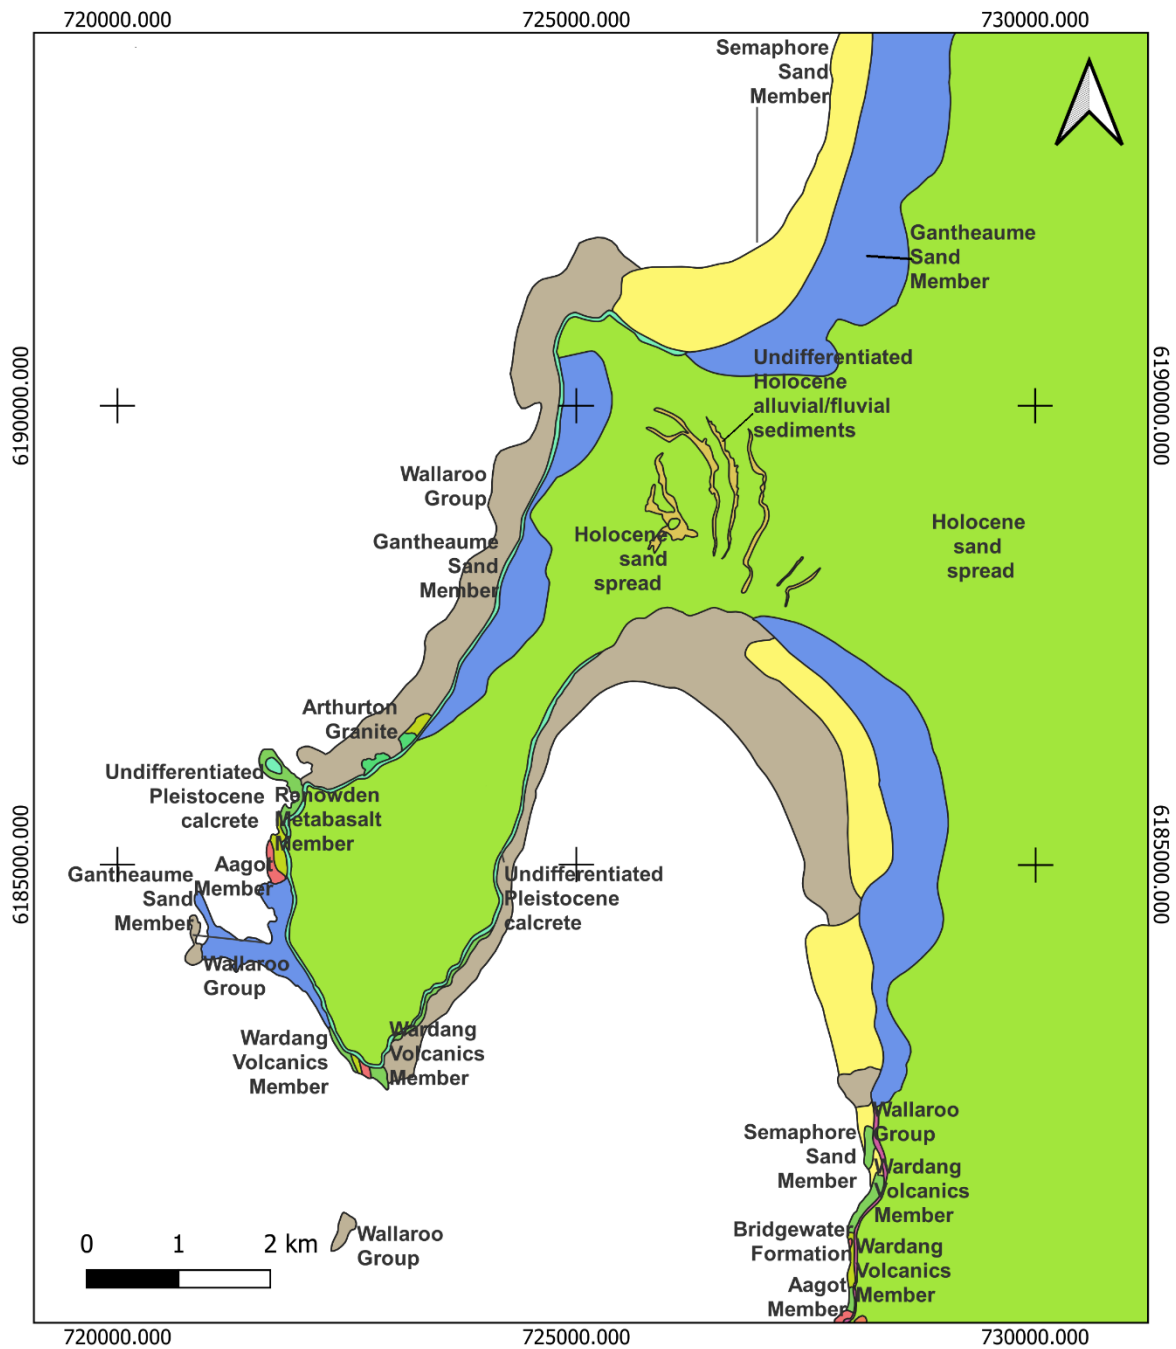 720000.000
725000.000
730000.000
Semaphore
Sand
Member
Gantheaume
Sand
Member
6190000.000
6190000.000
Undifferentiated
Holocene
alluvial/fluvial
sediments
Wallaroo
Group
Gantheaume
Sand
Member
Holocene
sand
spread
Holocene
sand
spread
Arthurton
Granite
Undifferentiated
Pleistocene
calcrete
Renowden
Metabasalt
Member
6185000.000
6185000.000
Aagot
Member
Gantheaume
Sand
Member
Undifferentiated
Pleistocene
calcrete
Wallaroo
Group
Wardang
Volcanics
Member
Wardang
Volcanics
Member
Wallaroo
Group
Semaphore
Sand
Member
Wardang
Volcanics
Member
Bridgewater
Formation
Wardang
Volcanics
Member
Aagot
Member
Wallaroo
Group
0 1 2 km
720000.000
725000.000
730000.000